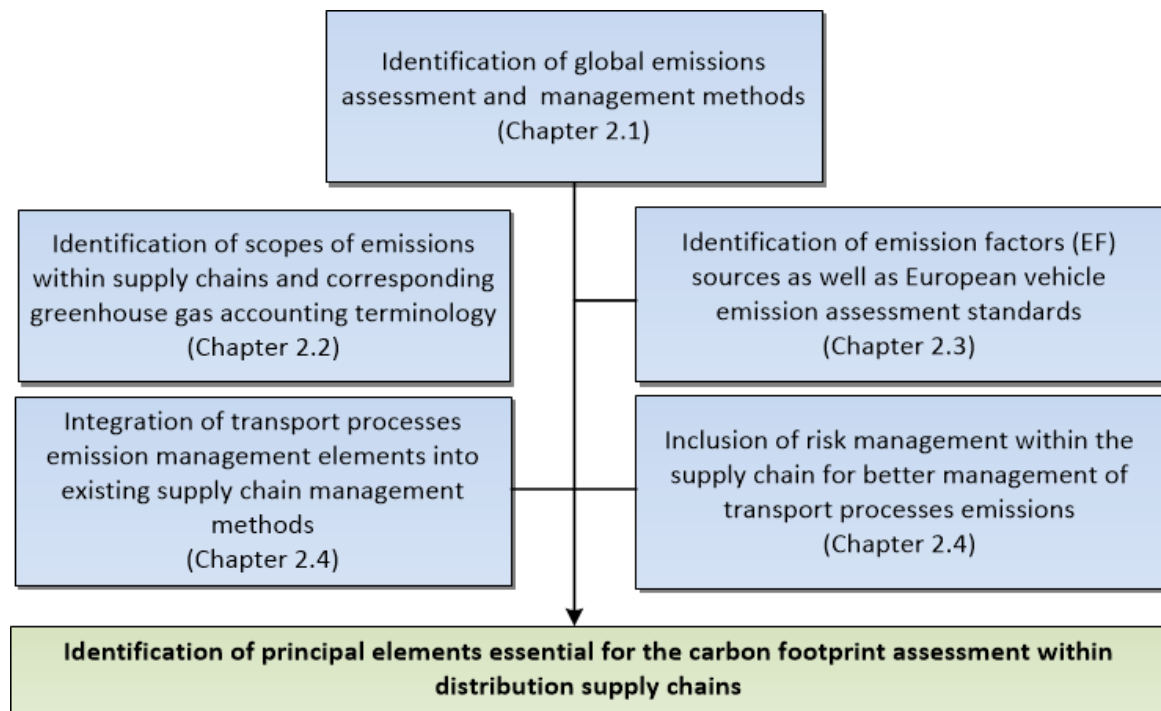 Identification of global emissions
assessment and  management methods
(Chapter 2.1)
Identification of scopes of emissions
within supply chains and corresponding
greenhouse gas accounting terminology
(Chapter 2.2)
Identification of emission factors (EF)
sources as well as European vehicle
emission assessment standards
(Chapter 2.3)
Integration of transport processes
emission management elements into
existing supply chain management
methods
(Chapter 2.4)
Inclusion of risk management within the
supply chain for better management of
transport processes emissions
(Chapter 2.4)
Identification of principal elements essential for the carbon footprint assessment within
distribution supply chains